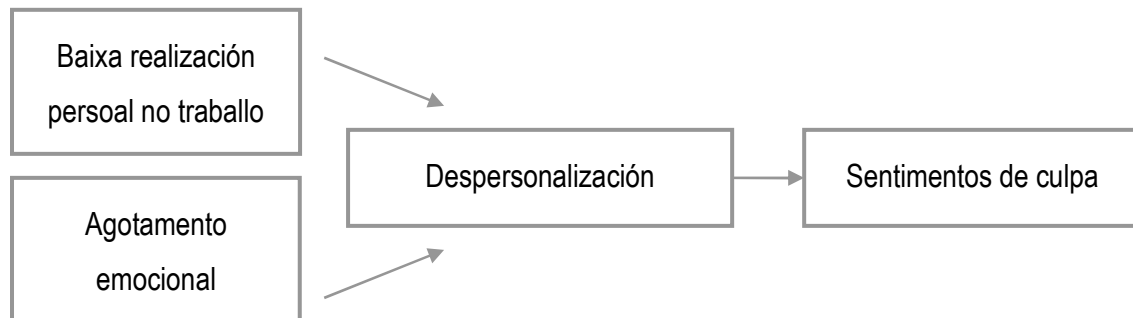 Baixa realización
persoal no traballo
Despersonalización
Sentimentos de culpa
Agotamento
emocional